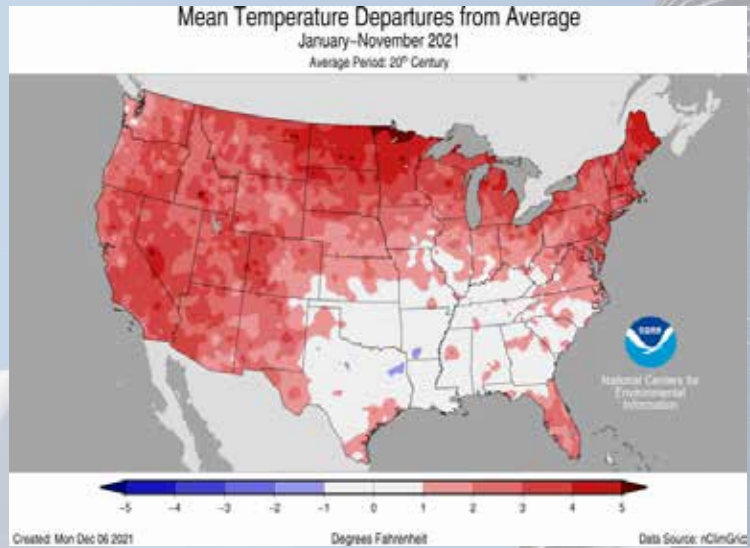 Mean Temperature Departures from Average
January–November 2021
Average Period: 20th Century
NOAA
National Centers for
Environmental
Information
-5 -4 -3 -2 -1 0 1 2 3 4 5
Created: Mon Dec 06 2021
Degrees Fahrenheit
Data Source: nClimGrid